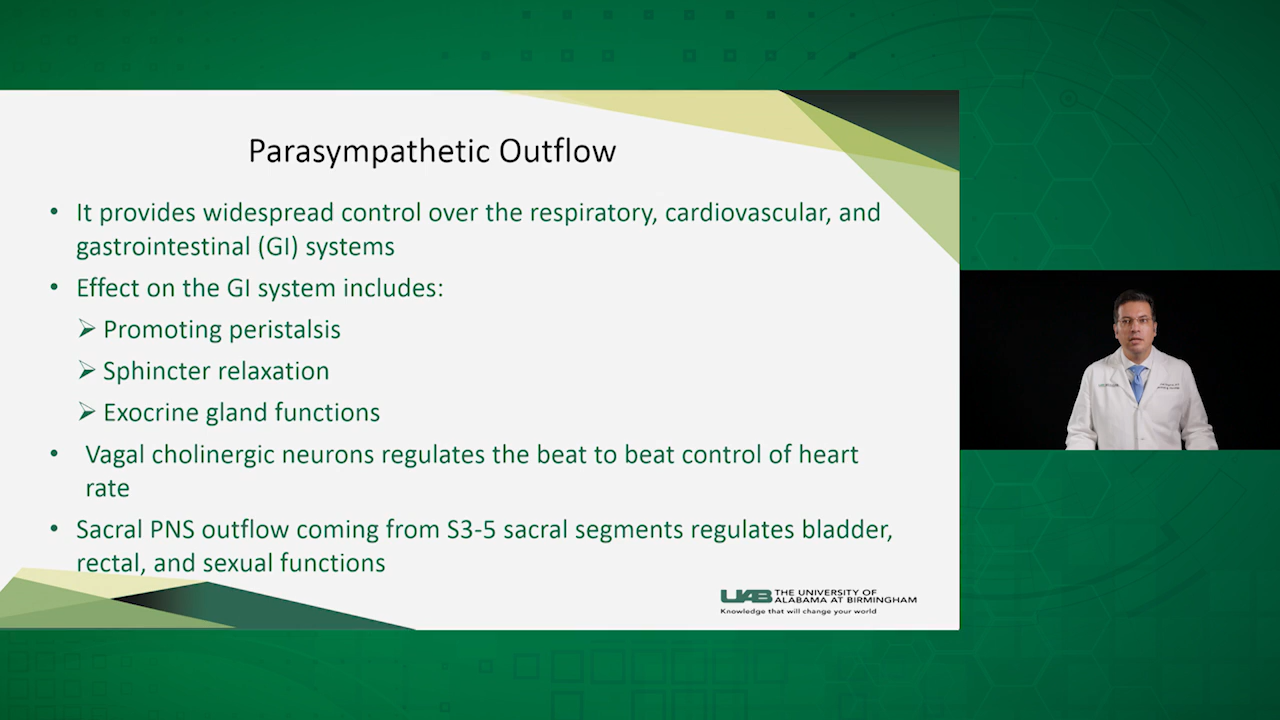 Parasympathetic Outflow
• It provides widespread control over the respiratory, cardiovascular, and
gastrointestinal (GI) systems
• Effect on the GI system includes:
➢ Promoting peristalsis
➢ Sphincter relaxation
➢ Exocrine gland functions
• Vagal cholinergic neurons regulates the beat to beat control of heart
rate
• Sacral PNS outflow coming from S3-5 sacral segments regulates bladder,
rectal, and sexual functions
UAB THE UNIVERSITY OF
ALABAMA AT BIRMINGHAM
Knowledge that will change your world